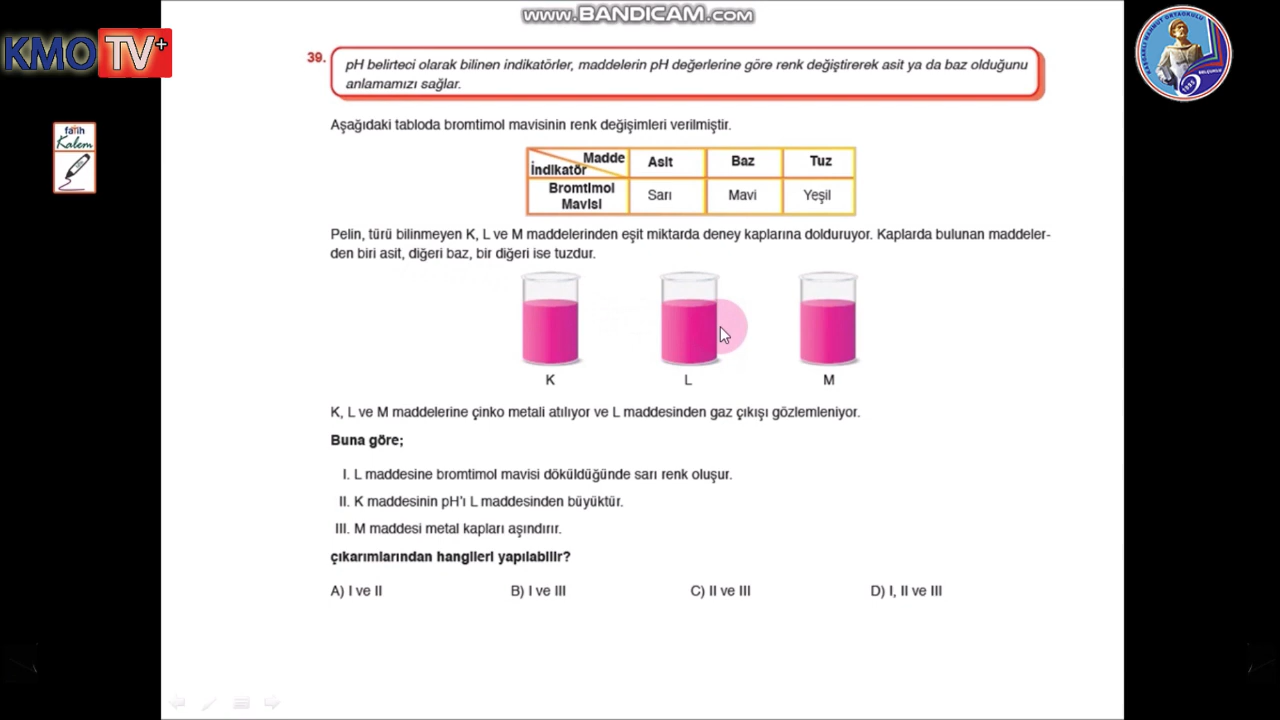 www.BANDICAM.com
KMO TV+
fatih
Kalem
39.
pH belirteci olarak bilinen indikatörler, maddelerin pH değerlerine göre renk değiştirerek asit ya da baz olduğunu
anlamamızı sağlar.
Aşağıdaki tabloda bromtimol mavisinin renk değişimleri verilmiştir.
Madde
İndikatör
Asit
Baz
Tuz
Bromtimol
Mavisi
Sarı
Mavi
Yeşil
Pelin, türü bilinmeyen K, L ve M maddelerinden eşit miktarda deney kaplarına dolduruyor. Kaplarda bulunan maddeler-
den biri asit, diğeri baz, bir diğeri ise tuzdur.
K
L
M
K, L ve M maddelerine çinko metali atılıyor ve L maddesinden gaz çıkışı gözlemleniyor.
Buna göre;
I. L maddesine bromtimol mavisi döküldüğünde sarı renk oluşur.
II. K maddesinin pH'ı L maddesinden büyüktür.
III. M maddesi metal kapları aşındırır.
çıkarımlarından hangileri yapılabilir?
A) I ve II
B) I ve III
C) II ve III
D) I, II ve III